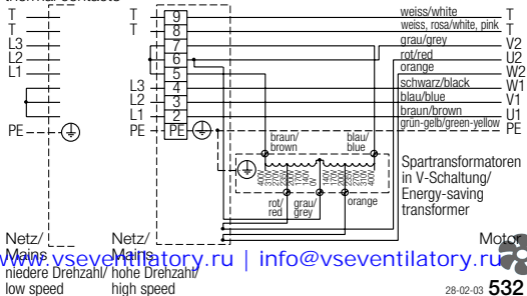 thermal contacts
T T 9 weiss/white T
T T 8 weiss, rosa/white, pink T
L3 7 grau/grey V2
L2 6 rot/red U2
L1 5 orange W2
L3 4 schwarz/black W1
L2 3 blau/blue V1
L1 2 braun/brown U1
PE PE PE grün-gelb/green-yellow PE
braun/ blau/
brown blue
400V
0V
400V
rot/ grau/ orange
red grey
Spartransformatoren
in V-Schaltung/
Energy-saving
transformer
Netz/ Netz/ Motor
Mains Mains
www.vseventilatory.ru | info@vseventilatory.ru
niedere Drehzahl/ hohe Drehzahl/
low speed high speed
28-02-03 532